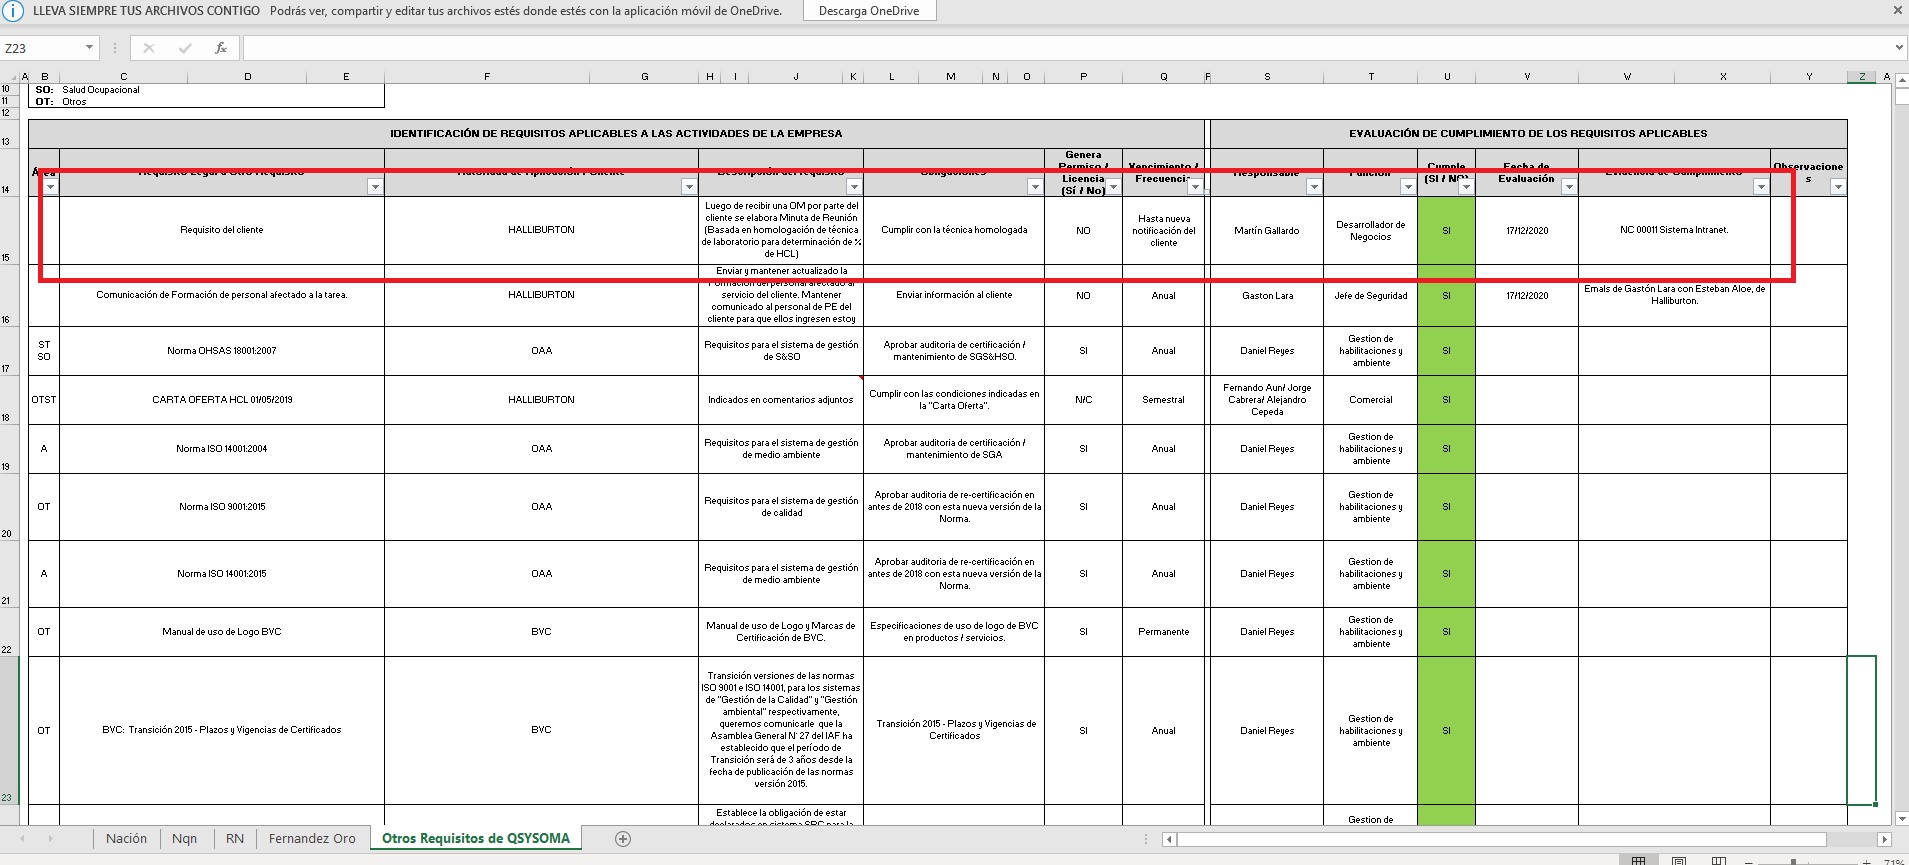 LLEVA SIEMPRE TUS ARCHIVOS CONTIGO Podrás ver, compartir y editar tus archivos estés donde estés con la aplicación móvil de OneDrive. Descarga OneDrive
Z23 fx
A B C D E F G H I J K L M N O P Q F S T U V W X Y Z A
10 SO: Salud Ocupacional
11 OT: Otros
12
13 IDENTIFICACIÓN DE REQUISITOS APLICABLES A LAS ACTIVIDADES DE LA EMPRESA EVALUACIÓN DE CUMPLIMIENTO DE LOS REQUISITOS APLICABLES
14
Genera
Permiso /
Licencia
(Sí / No)
Vencimiento /
Frecuencia
Responsable
Cumple
(SI / NO)
Fecha de
Evaluación
Observacione
s
15
Requisito del cliente
HALLIBURTON
Luego de recibir una OM por parte del
cliente se elabora Minuta de Reunión
(Basada en homologación de técnica
de laboratorio para determinación de %
de HCL)
Cumplir con la técnica homologada
NO
Hasta nueva
notificación del
cliente
Martín Gallardo
Desarrollador de
Negocios
SI
17/12/2020
NC 00011 Sistema Intranet.
16
Comunicación de Formación de personal afectado a la tarea.
HALLIBURTON
Enviar y mantener actualizado la
Formación del personal afectado al
servicio del cliente. Mantener
comunicado al personal de PE del
cliente para que ellos ingresen estoy
Enviar información al cliente
NO
Anual
Gaston Lara
Jefe de Seguridad
SI
17/12/2020
Emals de Gastón Lara con Esteban Aloe, de
Halliburton.
17
ST
SO
Norma OHSAS 18001:2007
OAA
Requisitos para el sistema de gestión
de S&SO
Aprobar auditoria de certificación /
mantenimiento de SGS&HSO.
SI
Anual
Daniel Reyes
Gestion de
habilitaciones y
ambiente
SI
18
OTST
CARTA OFERTA HCL 01/05/2019
HALLIBURTON
Indicados en comentarios adjuntos
Cumplir con las condiciones indicadas en
la "Carta Oferta".
N/C
Semestral
Fernando Aun/ Jorge
Cabrera/ Alejandro
Cepeda
Comercial
SI
19
A
Norma ISO 14001:2004
OAA
Requisitos para el sistema de gestión
de medio ambiente
Aprobar auditoria de certificación /
mantenimiento de SGA
SI
Anual
Daniel Reyes
Gestion de
habilitaciones y
ambiente
SI
20
OT
Norma ISO 9001:2015
OAA
Requisitos para el sistema de gestión
de calidad
Aprobar auditoria de re-certificación en
antes de 2018 con esta nueva versión de la
Norma.
SI
Anual
Daniel Reyes
Gestion de
habilitaciones y
ambiente
SI
21
A
Norma ISO 14001:2015
OAA
Requisitos para el sistema de gestión
de medio ambiente
Aprobar auditoria de re-certificación en
antes de 2018 con esta nueva versión de la
Norma.
SI
Anual
Daniel Reyes
Gestion de
habilitaciones y
ambiente
SI
22
OT
Manual de uso de Logo BVC
BVC
Manual de uso de Logo y Marcas de
Certificación de BVC.
Especificaciones de uso de logo de BVC
en productos / servicios.
SI
Permanente
Daniel Reyes
Gestion de
habilitaciones y
ambiente
SI
23
OT
BVC: Transición 2015 - Plazos y Vigencias de Certificados
BVC
Transición versiones de las normas
ISO 9001 e ISO 14001, para los sistemas
de "Gestión de la Calidad" y "Gestión
ambiental" respectivamente,
queremos comunicarle que la
Asamblea General N° 27 del IAF ha
establecido que el período de
Transición será de 3 años desde la
fecha de publicación de las normas
versión 2015.
Transición 2015 - Plazos y Vigencias de
Certificados
SI
Anual
Daniel Reyes
Gestion de
habilitaciones y
ambiente
SI
Establece la obligación de estar
Gestion de
Nación Nqn RN Fernandez Oro Otros Requisitos de QSYSOMA
71%